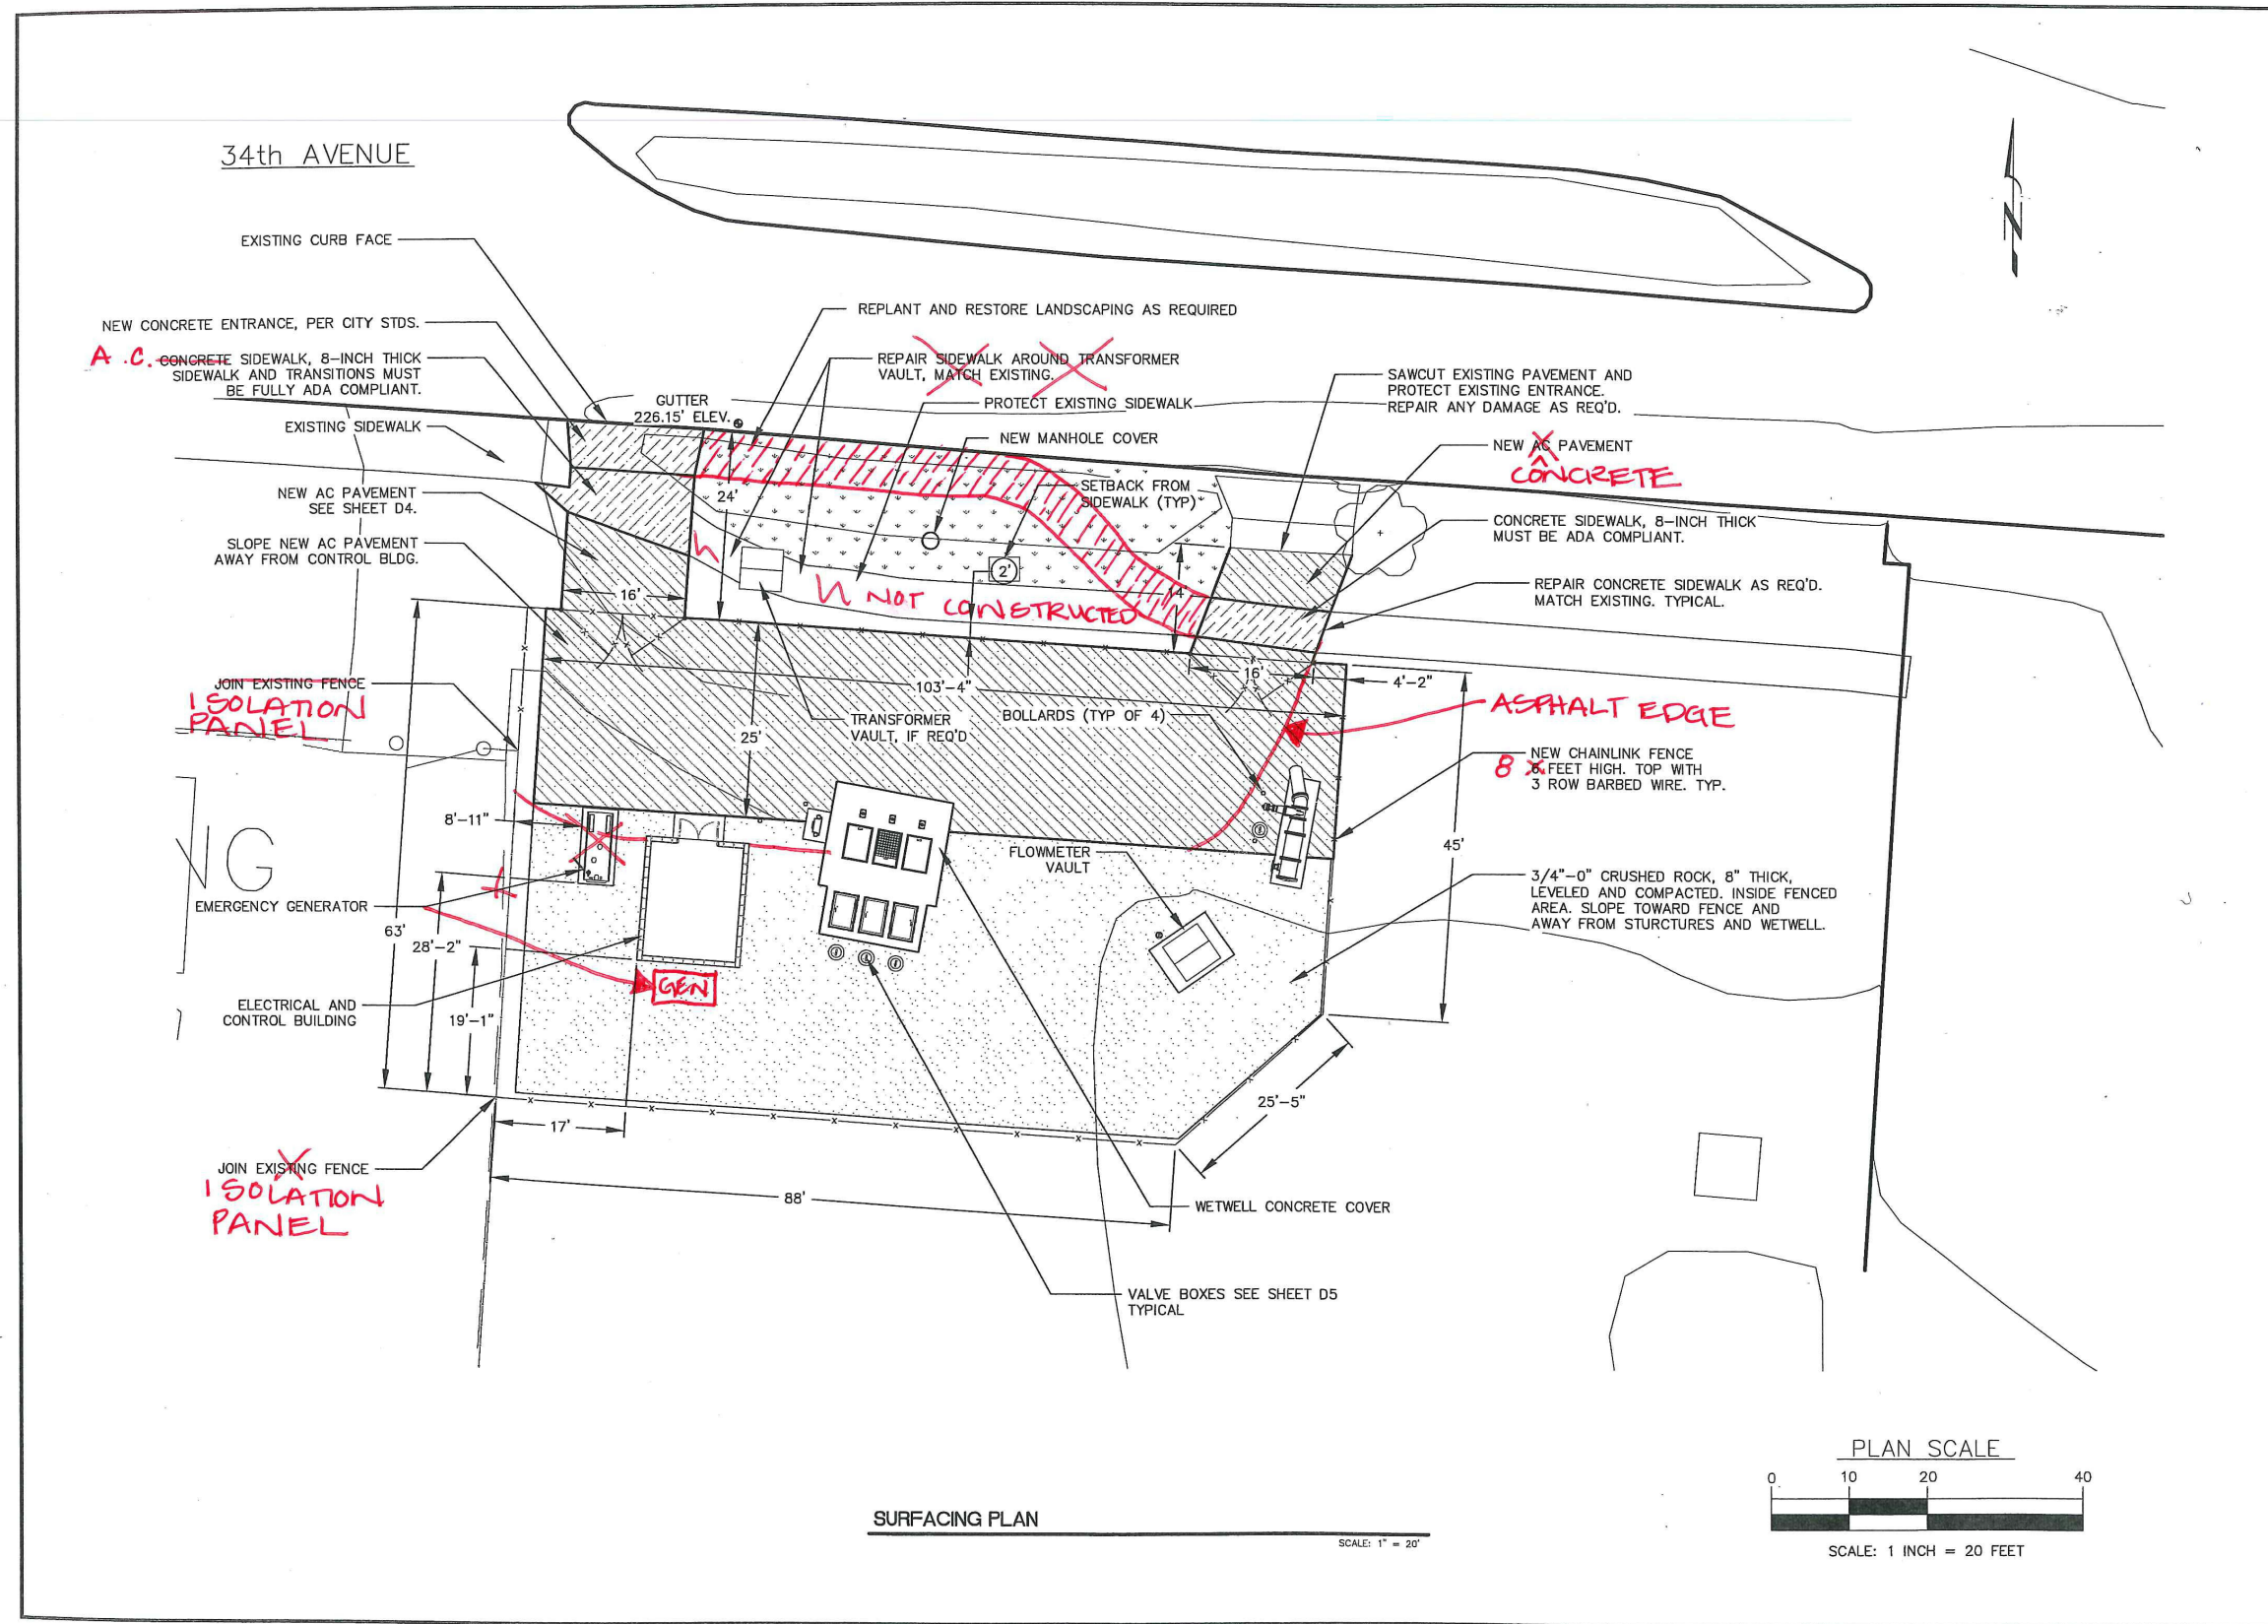 34th AVENUE
N
EXISTING CURB FACE
NEW CONCRETE ENTRANCE, PER CITY STDS.
A.C. CONCRETE SIDEWALK, 8-INCH THICK
SIDEWALK AND TRANSITIONS MUST
BE FULLY ADA COMPLIANT.
EXISTING SIDEWALK
NEW AC PAVEMENT
SEE SHEET D4.
SLOPE NEW AC PAVEMENT
AWAY FROM CONTROL BLDG.
JOIN EXISTING FENCE
ISOLATION
PANEL
NG
8'-11"
EMERGENCY GENERATOR
63'
28'-2"
19'-1"
ELECTRICAL AND
CONTROL BUILDING
17'
JOIN EXISTING FENCE
ISOLATION
PANEL
88'
REPLANT AND RESTORE LANDSCAPING AS REQUIRED
REPAIR SIDEWALK AROUND TRANSFORMER
VAULT, MATCH EXISTING.
PROTECT EXISTING SIDEWALK
GUTTER
226.15' ELEV.
NEW MANHOLE COVER
24'
SETBACK FROM
SIDEWALK (TYP)
2'
16'
14'
NOT CONSTRUCTED
103'-4"
16'
4'-2"
25'
TRANSFORMER
VAULT, IF REQ'D
BOLLARDS (TYP OF 4)
FLOWMETER
VAULT
GEN
SAWCUT EXISTING PAVEMENT AND
PROTECT EXISTING ENTRANCE.
REPAIR ANY DAMAGE AS REQ'D.
NEW AC PAVEMENT
CONCRETE
CONCRETE SIDEWALK, 8-INCH THICK
MUST BE ADA COMPLIANT.
REPAIR CONCRETE SIDEWALK AS REQ'D.
MATCH EXISTING. TYPICAL.
ASPHALT EDGE
NEW CHAINLINK FENCE
8 6 FEET HIGH. TOP WITH
3 ROW BARBED WIRE. TYP.
45'
3/4"-0" CRUSHED ROCK, 8" THICK,
LEVELED AND COMPACTED. INSIDE FENCED
AREA. SLOPE TOWARD FENCE AND
AWAY FROM STURCTURES AND WETWELL.
25'-5"
WETWELL CONCRETE COVER
VALVE BOXES SEE SHEET D5
TYPICAL
SURFACING PLAN
SCALE: 1" = 20'
PLAN SCALE
0 10 20 40
SCALE: 1 INCH = 20 FEET